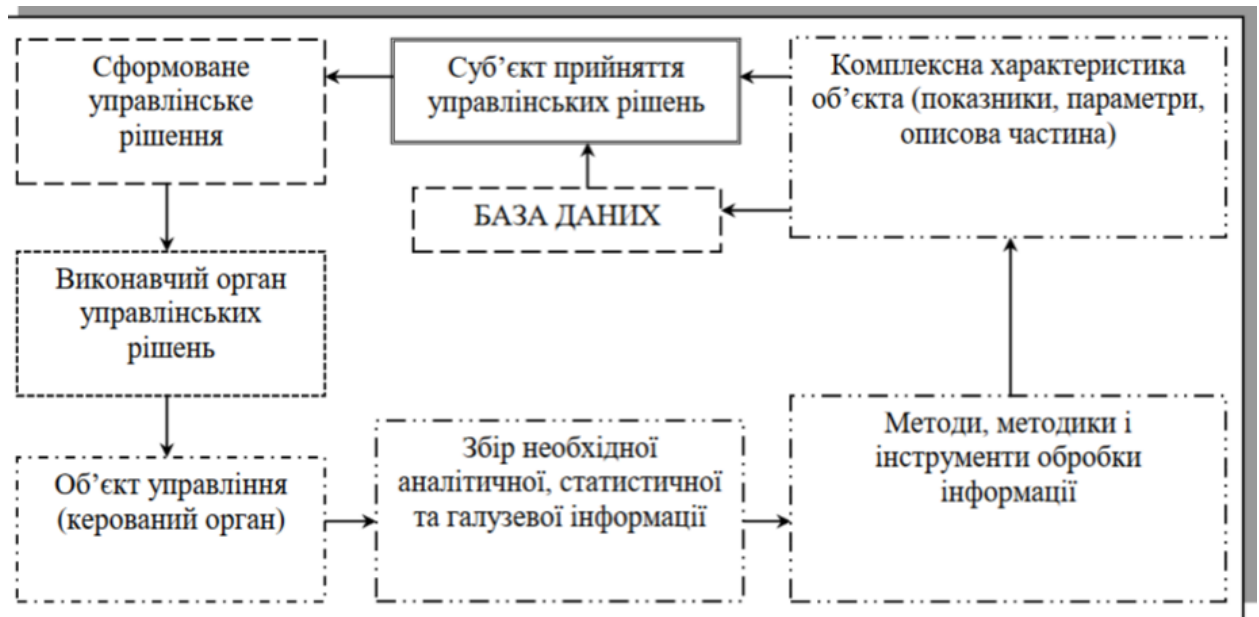 Сформоване
управлінське
рішення
Суб’єкт прийняття
управлінських рішень
Комплексна характеристика
об’єкта (показники, параметри,
описова частина)
БАЗА ДАНИХ
Виконавчий орган
управлінських
рішень
Об’єкт управління
(керований орган)
Збір необхідної
аналітичної, статистичної
та галузевої інформації
Методи, методики і
інструменти обробки
інформації